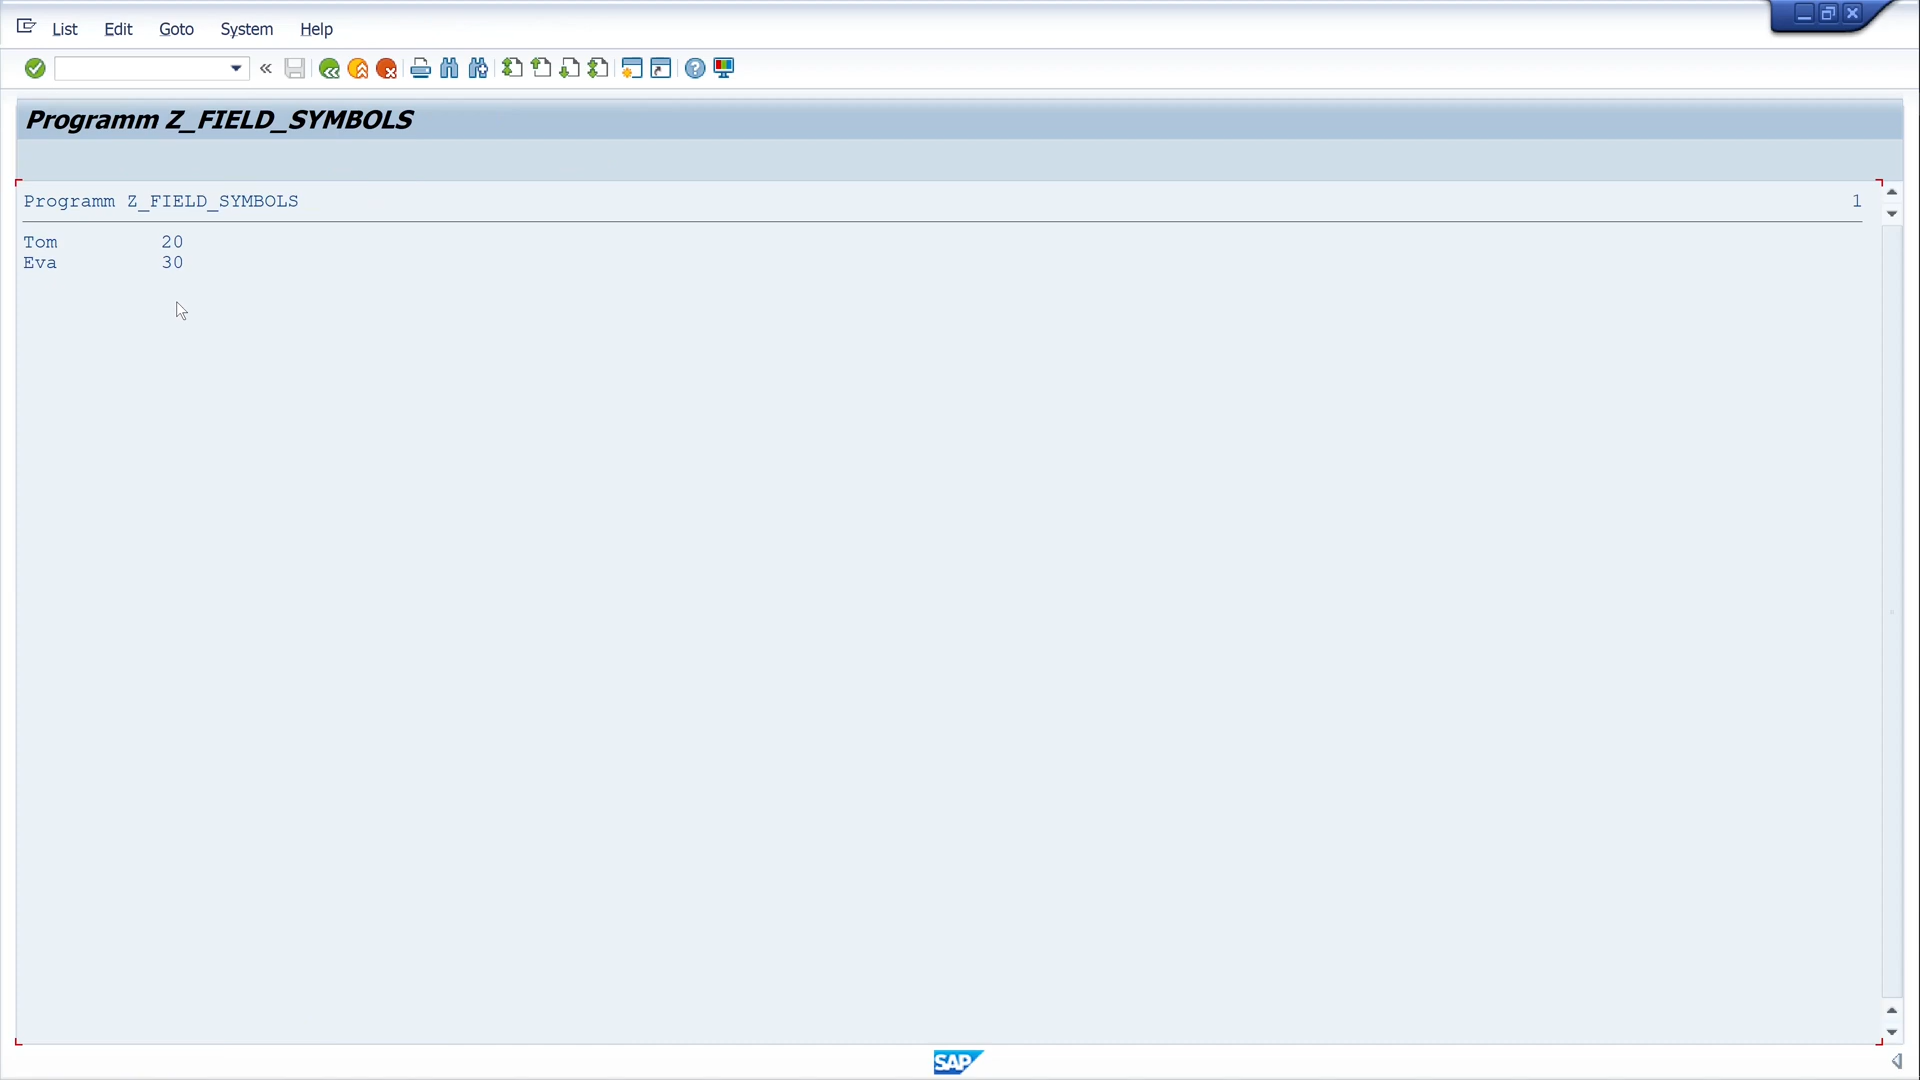 List Edit Goto System Help
Programm Z_FIELD_SYMBOLS
Programm Z_FIELD_SYMBOLS 1
Tom 20
Eva 30
SAP